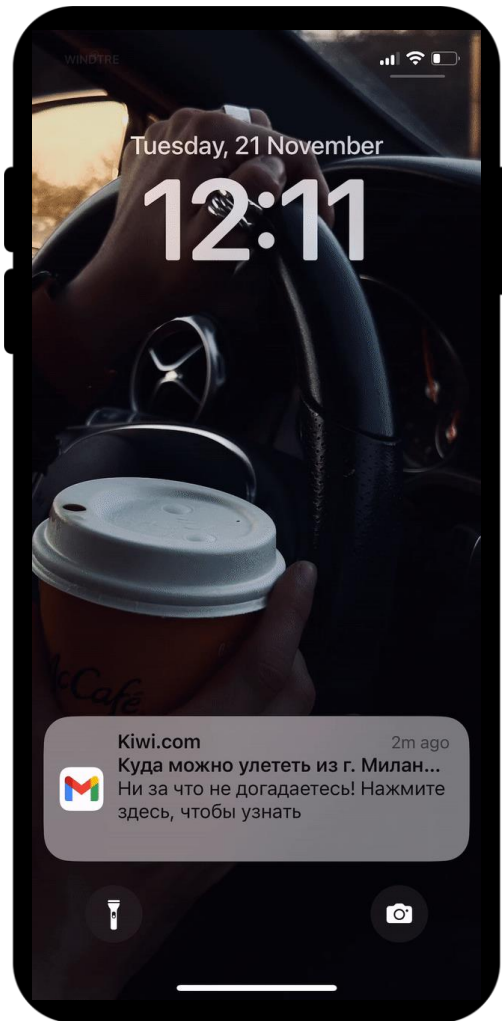 WINDTRE
Tuesday, 21 November
12:11
McCafé
Kiwi.com 2m ago
Куда можно улететь из г. Милан...
Ни за что не догадаетесь! Нажмите
здесь, чтобы узнать